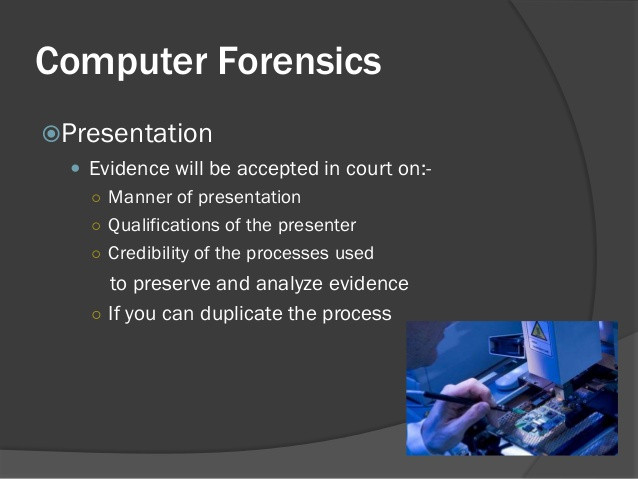 Computer Forensics
Presentation
Evidence will be accepted in court on:-
Manner of presentation
Qualifications of the presenter
Credibility of the processes used
to preserve and analyze evidence
If you can duplicate the process